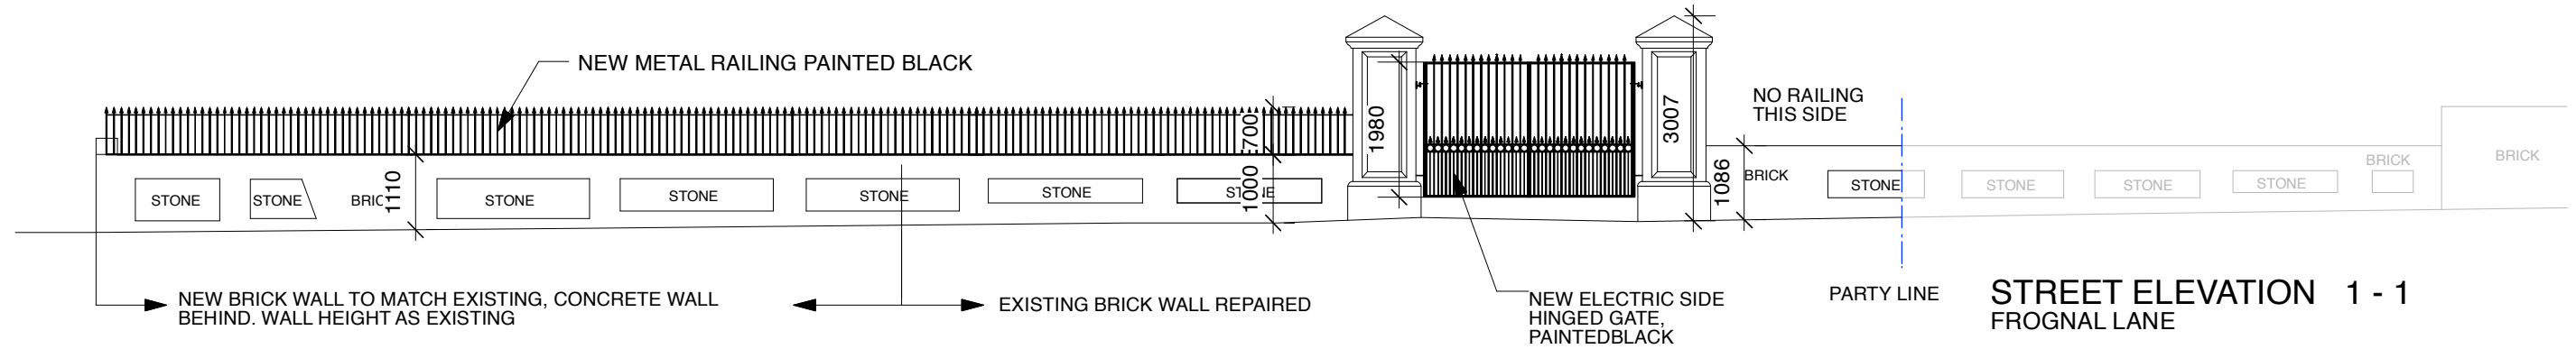 NEW METAL RAILING PAINTED BLACK
NO RAILING
THIS SIDE
700
1980
3007
1110
1000
1086
STONE
STONE
BRIC
STONE
STONE
STONE
STONE
BRICK
STONE
STONE
STONE
STONE
BRICK
BRICK
NEW BRICK WALL TO MATCH EXISTING, CONCRETE WALL
BEHIND. WALL HEIGHT AS EXISTING
EXISTING BRICK WALL REPAIRED
NEW ELECTRIC SIDE
HINGED GATE,
PAINTEDBLACK
PARTY LINE
STREET ELEVATION 1 - 1
FROGNAL LANE